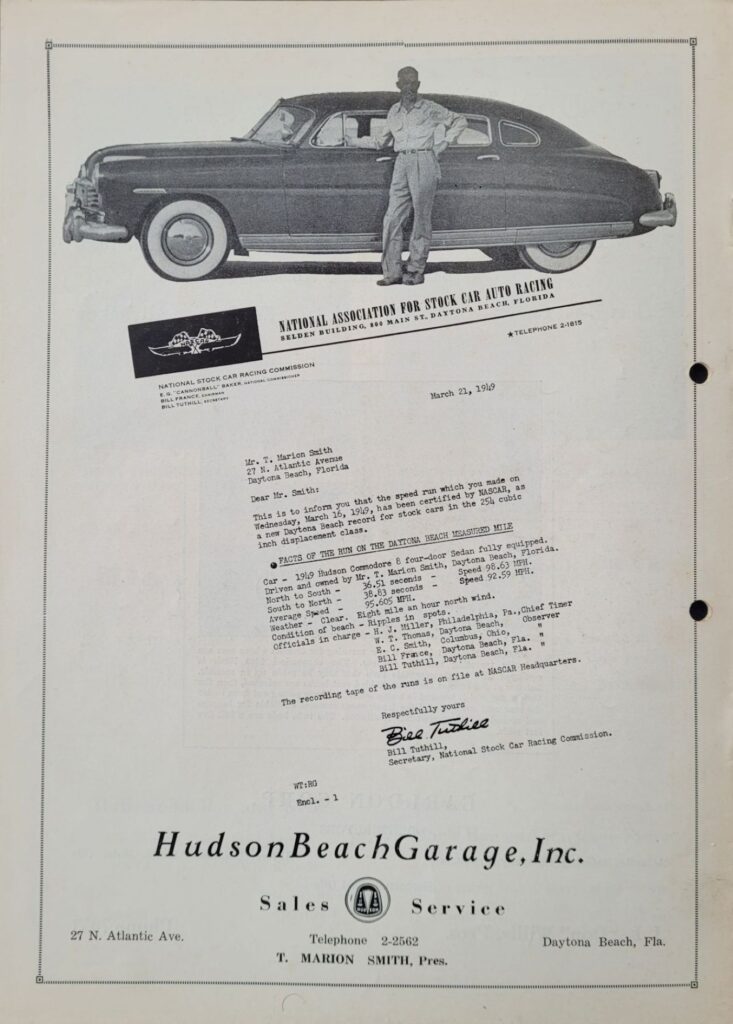 NASCAR
NATIONAL ASSOCIATION FOR STOCK CAR AUTO RACING
SELDEN BUILDING, 800 MAIN ST., DAYTONA BEACH, FLORIDA
★TELEPHONE 2-1815
NATIONAL STOCK CAR RACING COMMISSION
E. G. "CANNONBALL" BAKER, NATIONAL COMMISSIONER
BILL FRANCE, CHAIRMAN
BILL TUTHILL, SECRETARY
March 21, 1949
Mr. T. Marion Smith
27 N. Atlantic Avenue
Daytona Beach, Florida
Dear Mr. Smith:
This is to inform you that the speed run which you made on
Wednesday, March 16, 1949, has been certified by NASCAR, as
a new Daytona Beach record for stock cars in the 254 cubic
inch displacement class.
FACTS OF THE RUN ON THE DAYTONA BEACH MEASURED MILE
Car - 1949 Hudson Commodore 8 four-door Sedan fully equipped.
Driven and owned by Mr. T. Marion Smith, Daytona Beach, Florida.
North to South - 36.51 seconds - Speed 98.63 MPH.
South to North - 38.83 seconds - Speed 92.59 MPH.
Average Speed - 95.605 MPH.
Weather - Clear. Eight mile an hour north wind.
Condition of beach - Ripples in spots.
Officials in charge - H. J. Miller, Philadelphia, Pa., Chief Timer
W. T. Thomas, Daytona Beach, Observer
E. C. Smith, Columbus, Ohio, "
Bill France, Daytona Beach, Fla. "
Bill Tuthill, Daytona Beach, Fla. "
The recording tape of the runs is on file at NASCAR Headquarters.
Respectfully yours
Bill Tuthill
Bill Tuthill,
Secretary, National Stock Car Racing Commission.
WT:RG
Encl. - 1
Hudson Beach Garage, Inc.
Sales HUDSON Service
27 N. Atlantic Ave. Telephone 2-2562 Daytona Beach, Fla.
T. MARION SMITH, Pres.